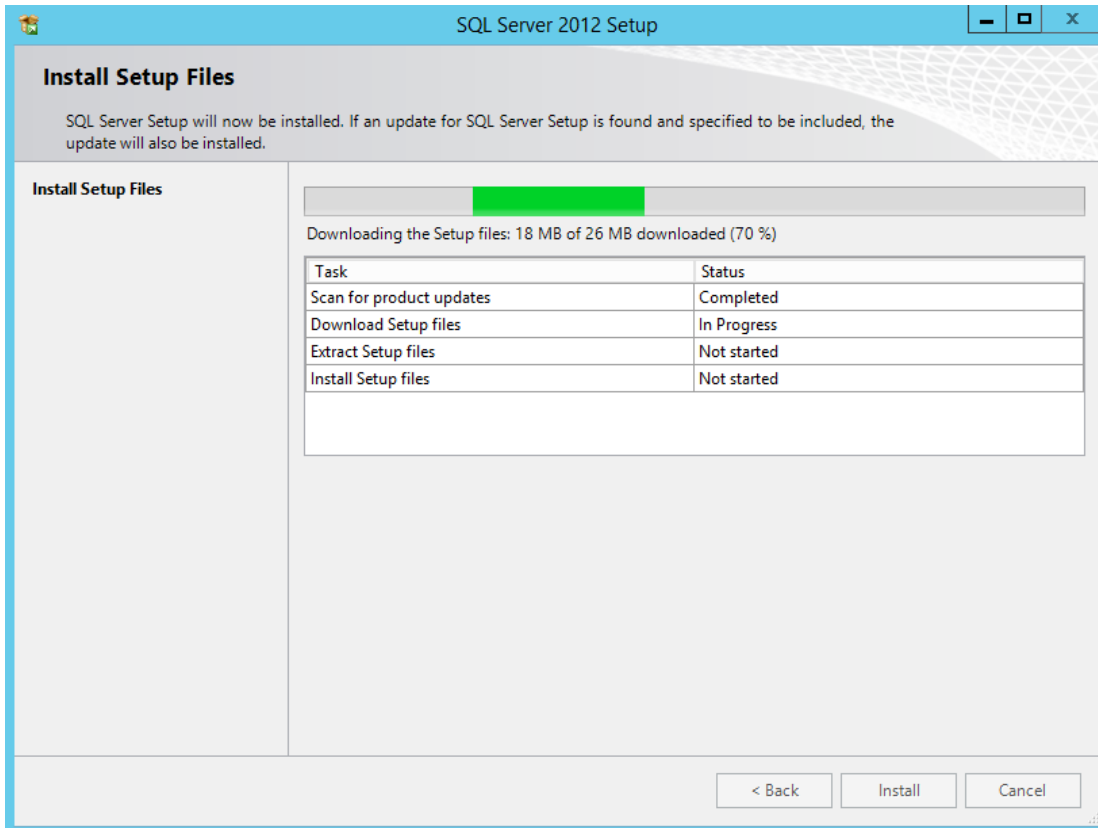 SQL Server 2012 Setup
Install Setup Files
SQL Server Setup will now be installed. If an update for SQL Server Setup is found and specified to be included, the
update will also be installed.
Install Setup Files
Downloading the Setup files: 18 MB of 26 MB downloaded (70 %)
Task Status
Scan for product updates Completed
Download Setup files In Progress
Extract Setup files Not started
Install Setup files Not started
< Back Install Cancel